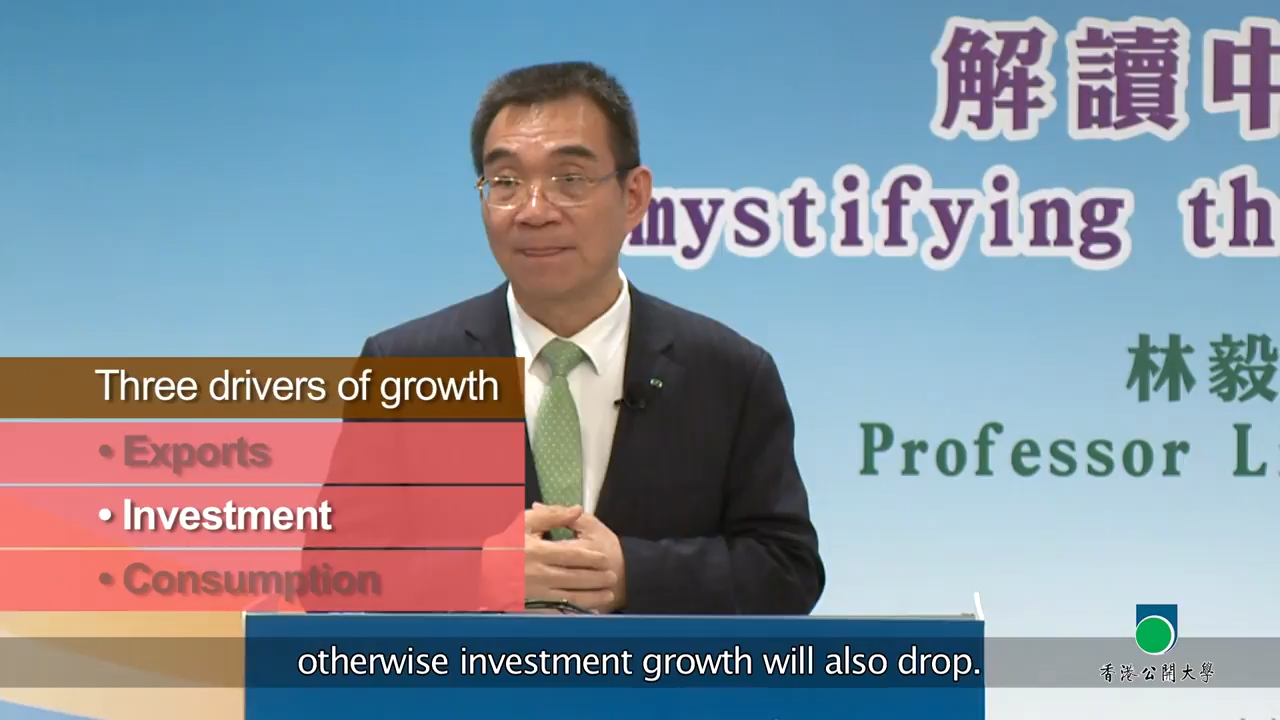 解讀中
mystifying th
林毅
Professor Li
Three drivers of growth
• Exports
• Investment
• Consumption
otherwise investment growth will also drop.
香港公開大學